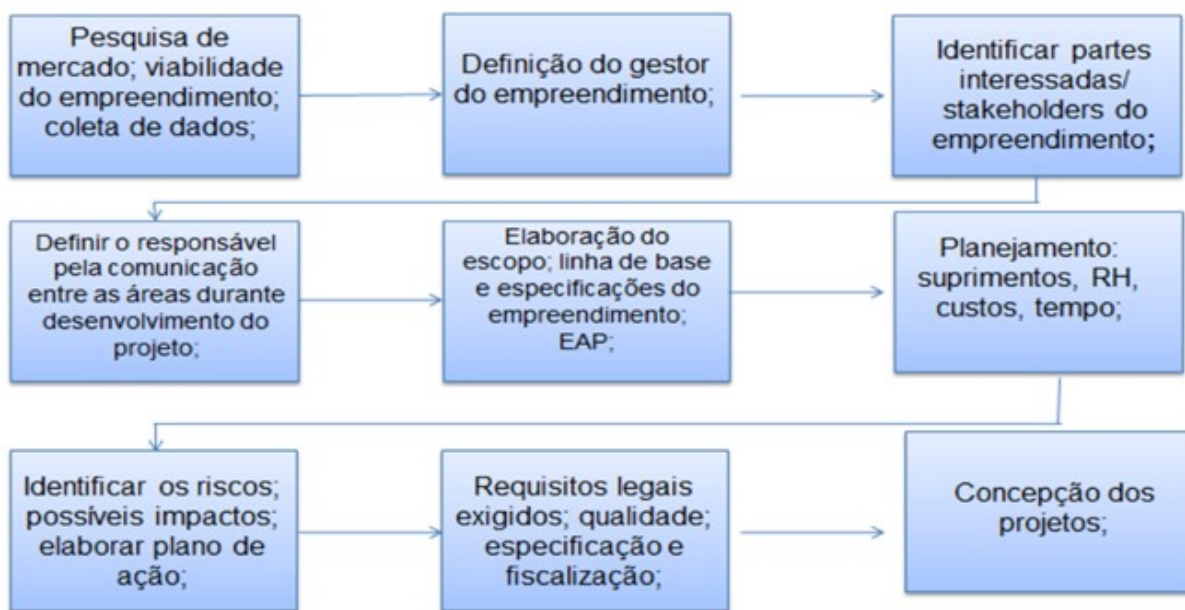 Pesquisa de
mercado; viabilidade
do empreendimento;
coleta de dados;
Definição do gestor
do empreendimento;
Identificar partes
interessadas/
stakeholders do
empreendimento;
Definir o responsável
pela comunicação
entre as áreas durante
desenvolvimento do
projeto;
Elaboração do
escopo; linha de base
e especificações do
empreendimento;
EAP;
Planejamento:
suprimentos, RH,
custos, tempo;
Identificar os riscos;
possíveis impactos;
elaborar plano de
ação;
Requisitos legais
exigidos; qualidade;
especificação e
fiscalização;
Concepção dos
projetos;